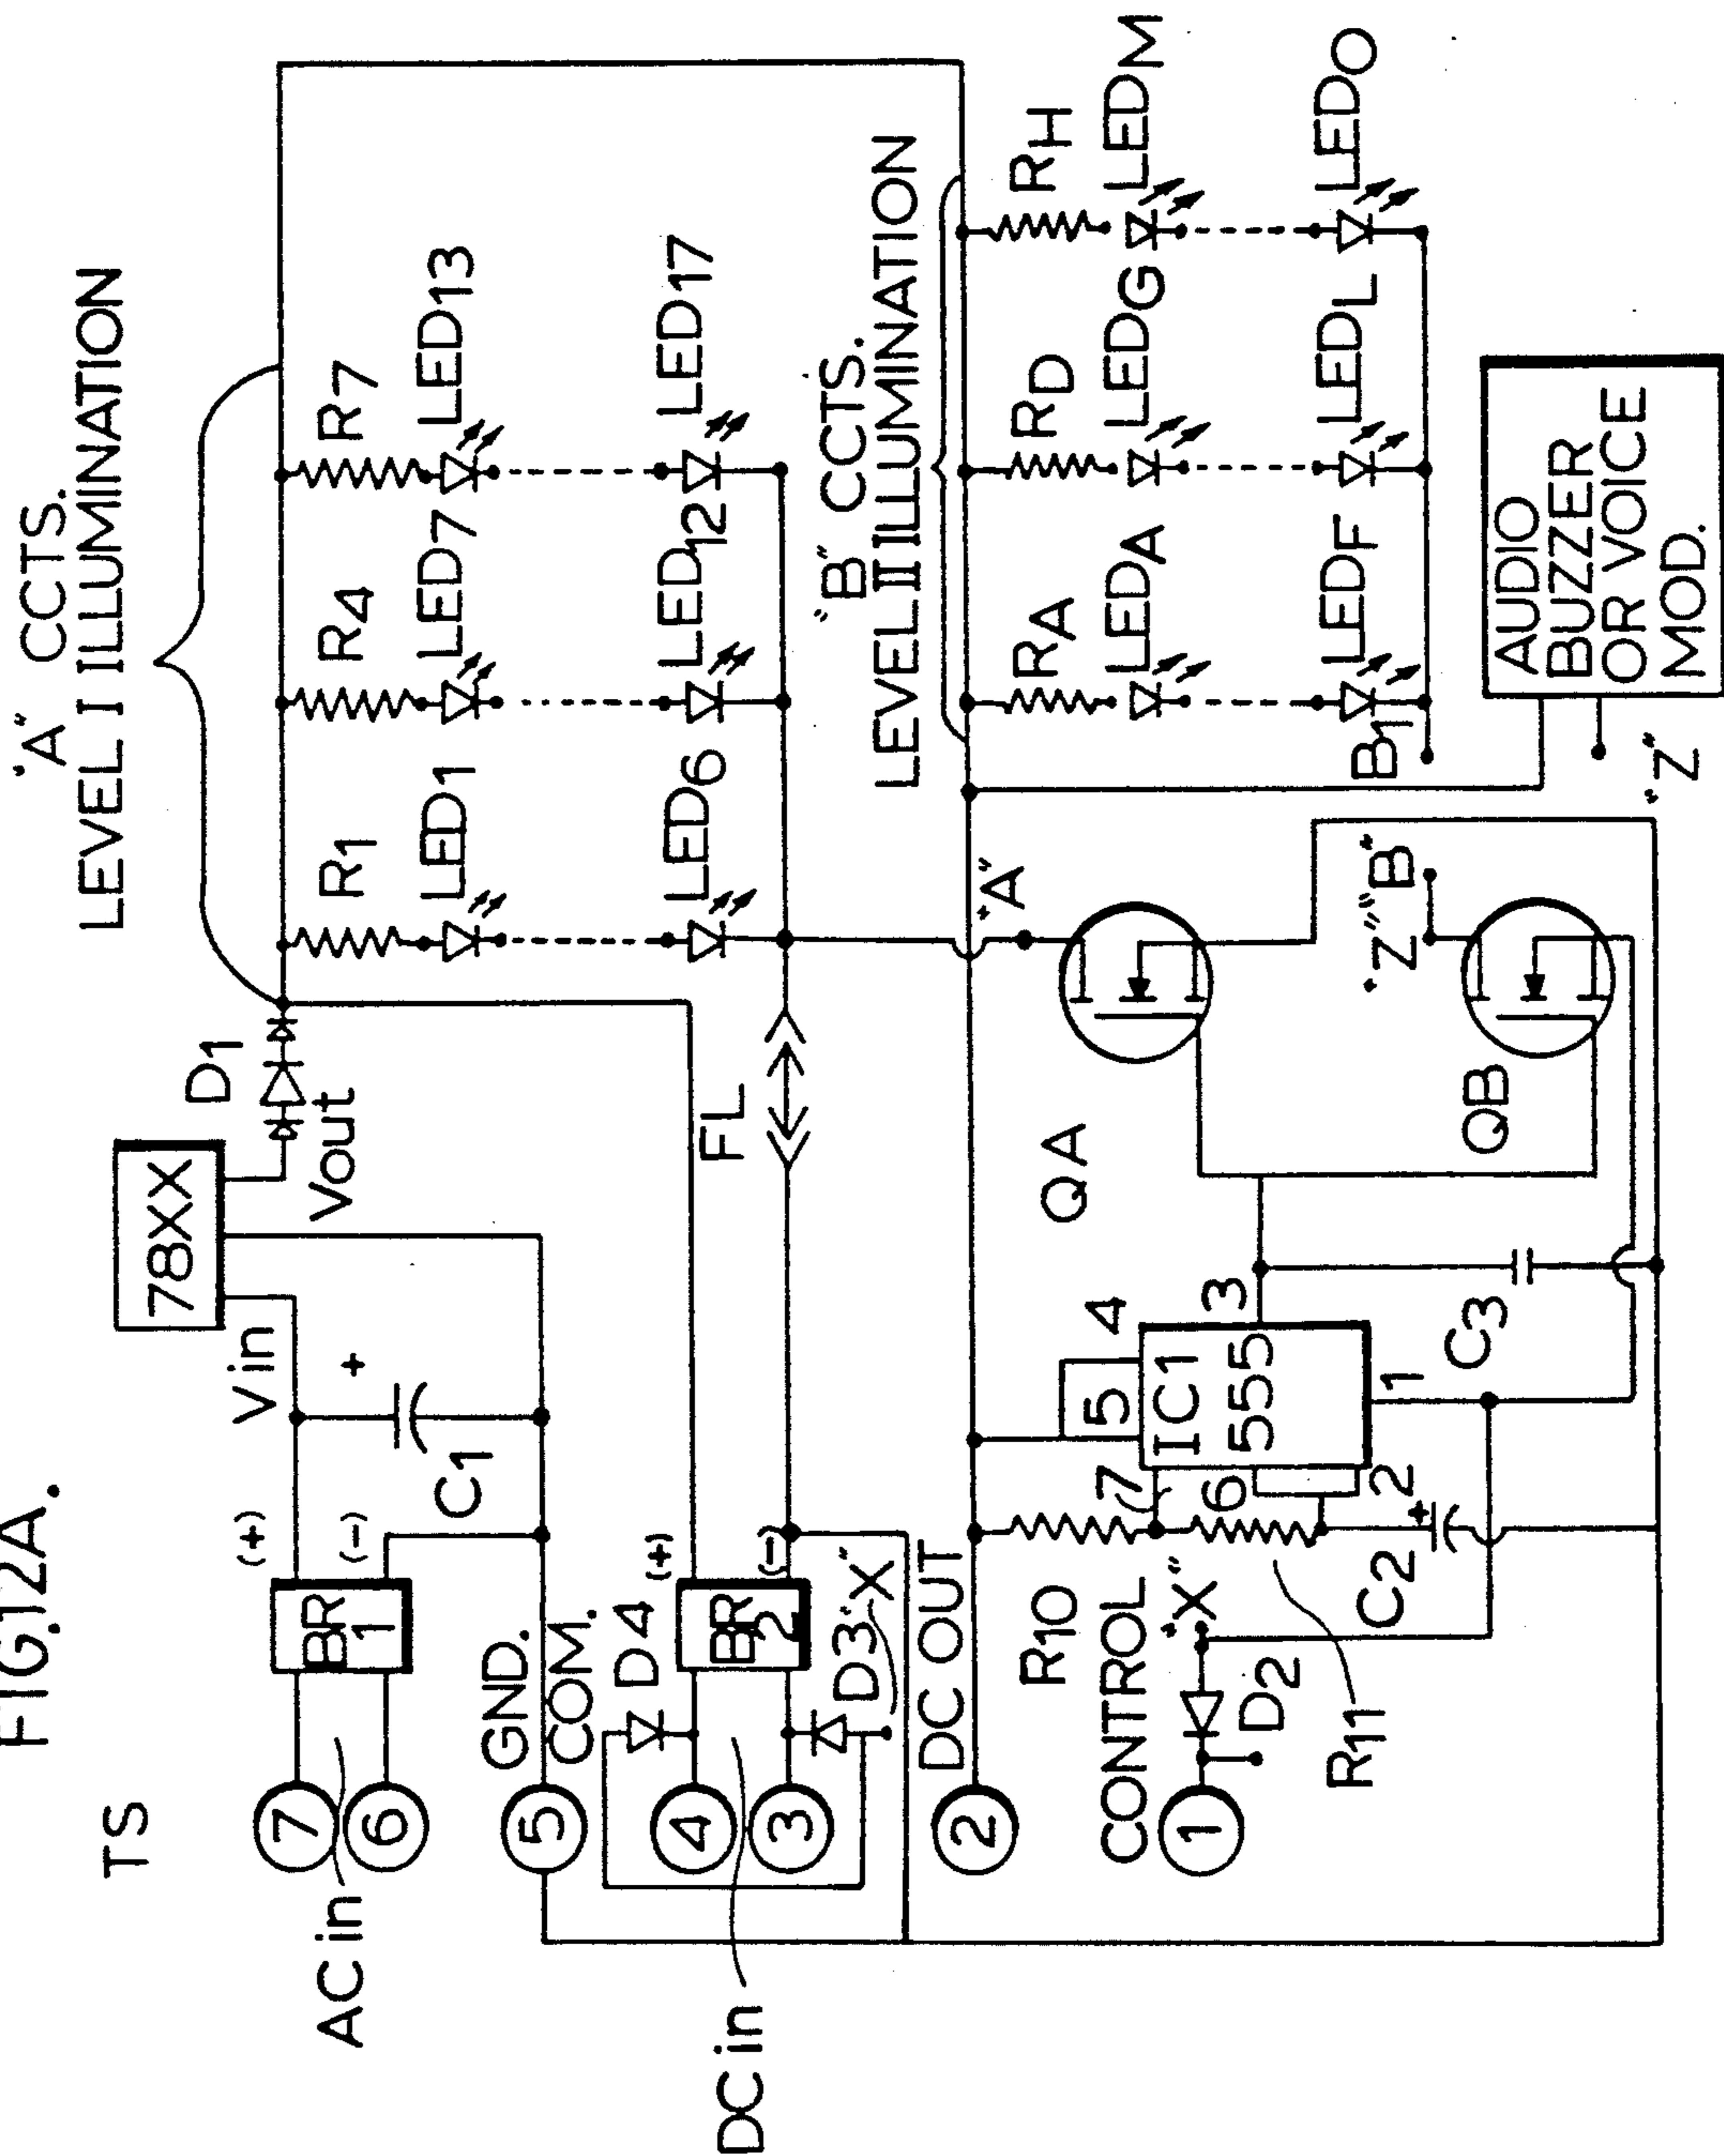 FIG.12A.
"A" CCTS.
LEVEL I ILLUMINATION
TS
7
6
AC in
BR
1
(+)
(-)
Vin
+
C1
78XX
Vout
D1
R1
R4
R7
LED1
LED7
LED13
LED6
LED12
LED17
5
GND.
COM.
4
3
DC in
D4
D3
"X"
BR
2
(+)
(-)
FL
"B" CCTS.
LEVEL II ILLUMINATION
2
DC OUT
"A"
RA
RD
RH
LEDA
LEDG
LEDM
LEDF
LEDL
LEDO
B1
CONTROL
1
"X"
D2
R10
R11
7
6
5
4
IC1
555
3
2
1
+
C2
C3
QA
QB
"Z"
"B"
AUDIO
BUZZER
OR VOICE
MOD.
"Z"